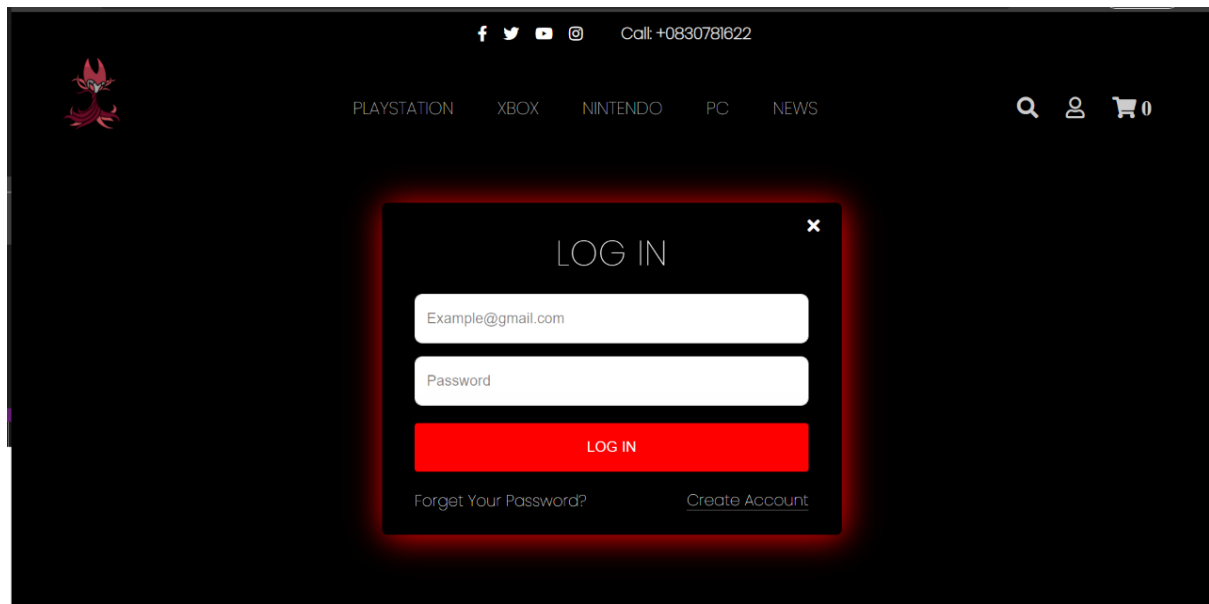 Call: +0830781622
PLAYSTATION XBOX NINTENDO PC NEWS 0
LOG IN
Example@gmail.com
Password
LOG IN
Forget Your Password? Create Account